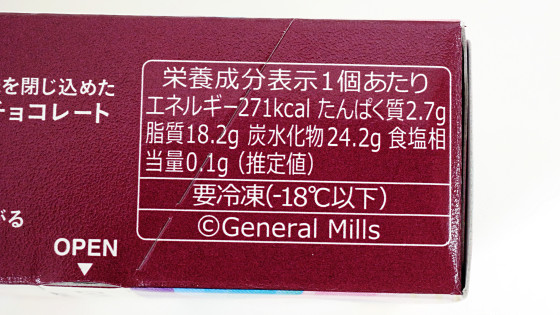 を閉じ込めた
チョコレート
がる
OPEN
栄養成分表示1個あたり
エネルギー271kcal たんぱく質2.7g
脂質18.2g 炭水化物24.2g 食塩相
当量0.1g（推定値）
要冷凍(-18℃以下)
©General Mills